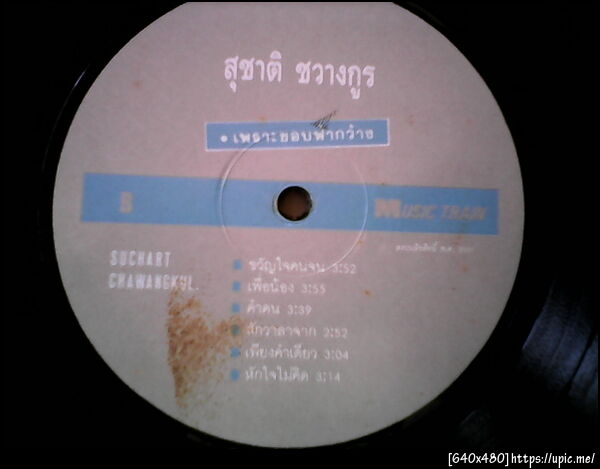 สุชาติ ชวางกูร
• เพราะขอบฟ้ากว้าง
B
MUSIC TRAIN
SUCHART
CHAWANGKUL.
ขวัญใจคนจน 3:52
เพื่อน้อง 3:55
คำคน 3:39
สักวาลาจาก 2:52
เพียงคำเดียว 3:04
หักใจไม่คิด 3:14
[640x480]https://upic.me/